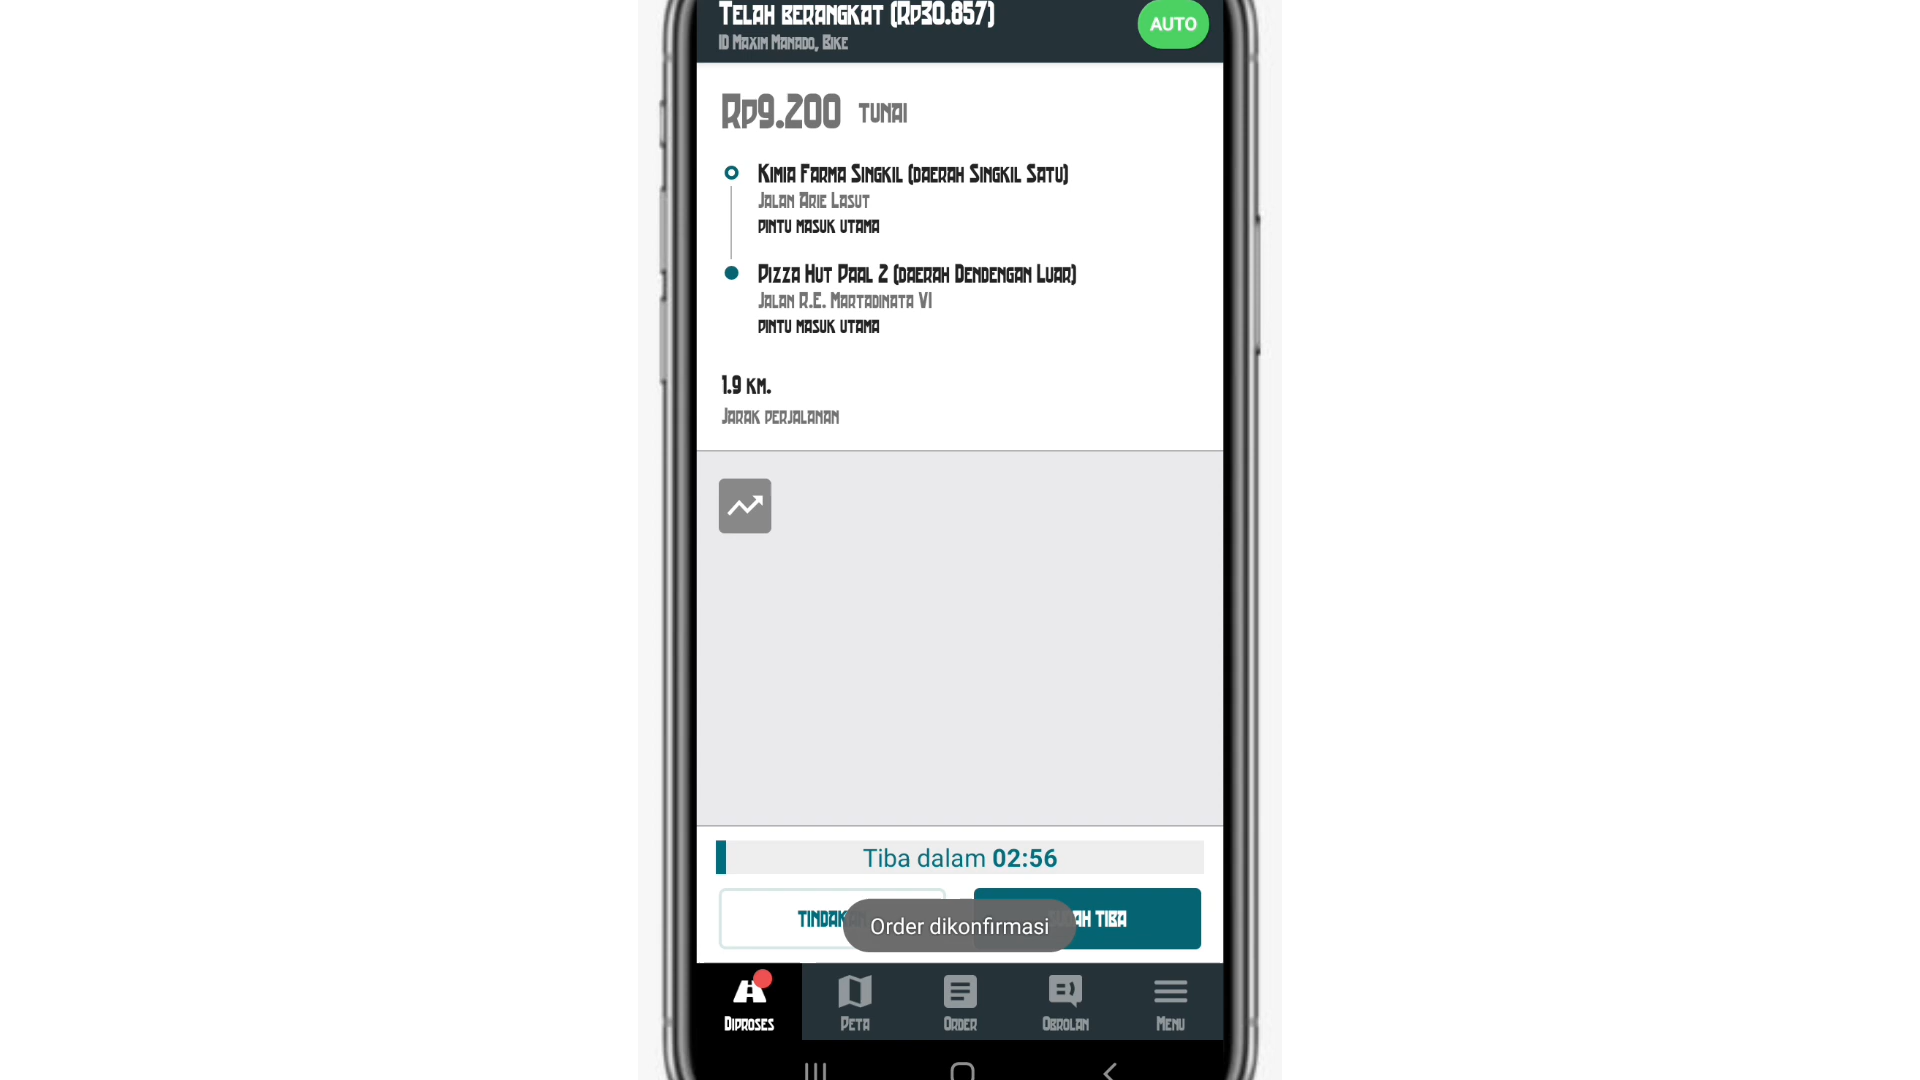 Telah berangkat (Rp30.857)
ID Maxim Manado, Bike
AUTO
Rp9.200 TUNAI
Kimia Farma Singkil (daerah Singkil Satu)
Jalan Arie Lasut
pintu masuk utama
Pizza Hut Paal 2 (daerah Dendengan Luar)
Jalan R.E. Martadinata VI
pintu masuk utama
1.9 km.
Jarak perjalanan
Tiba dalam 02:56
TIBA
Order dikonfirmasi
Diproses
Peta
Order
Obrolan
Menu